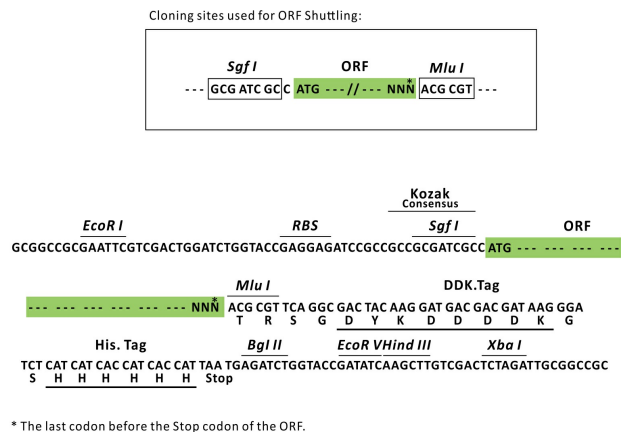 Cloning sites used for ORF Shuttling:
Sgf I ORF Mlu I
--- GCG ATC GC C ATG ---//--- NNN* ACG CGT ---
Kozak
Consensus
EcoR I RBS Sgf I ORF
GCGGCCGCGAATTCGTCGACTGGATCTGGTACCGAGGAGATCCGCCGCCGCGATCGCC ATG --- --- --- ---
Mlu I DDK.Tag
--- --- --- --- --- --- NNN* ACG CGT TCA GGC GAC TAC AAG GAT GAC GAC GAT AAG GGA
T R S G D Y K D D D D K G
His. Tag Bgl II EcoR V Hind III Xba I
TCT CAT CAT CAC CAT CAC CAT TAA TGAGATCTGGTACCGATATCAAGCTTGTCGACTCTAGATTGCGGCCGC
S H H H H H H Stop
* The last codon before the Stop codon of the ORF.